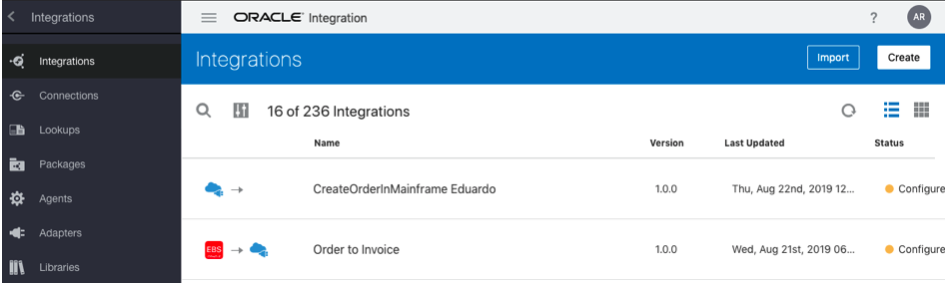 Integrations
ORACLE Integration
?
AR
Integrations
Integrations
Import
Create
Connections
Lookups
Packages
Agents
Adapters
Libraries
16 of 236 Integrations
Name Version Last Updated Status
CreateOrderInMainframe Eduardo 1.0.0 Thu, Aug 22nd, 2019 12... Configure
EBS Order to Invoice 1.0.0 Wed, Aug 21st, 2019 06... Configure